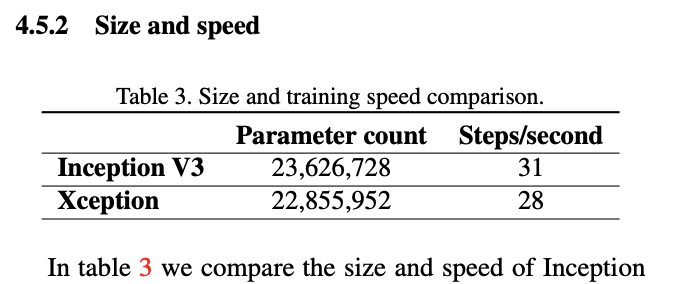 4.5.2 Size and speed
Table 3. Size and training speed comparison.
Parameter count Steps/second
Inception V3 23,626,728 31
Xception 22,855,952 28
In table 3 we compare the size and speed of Inception